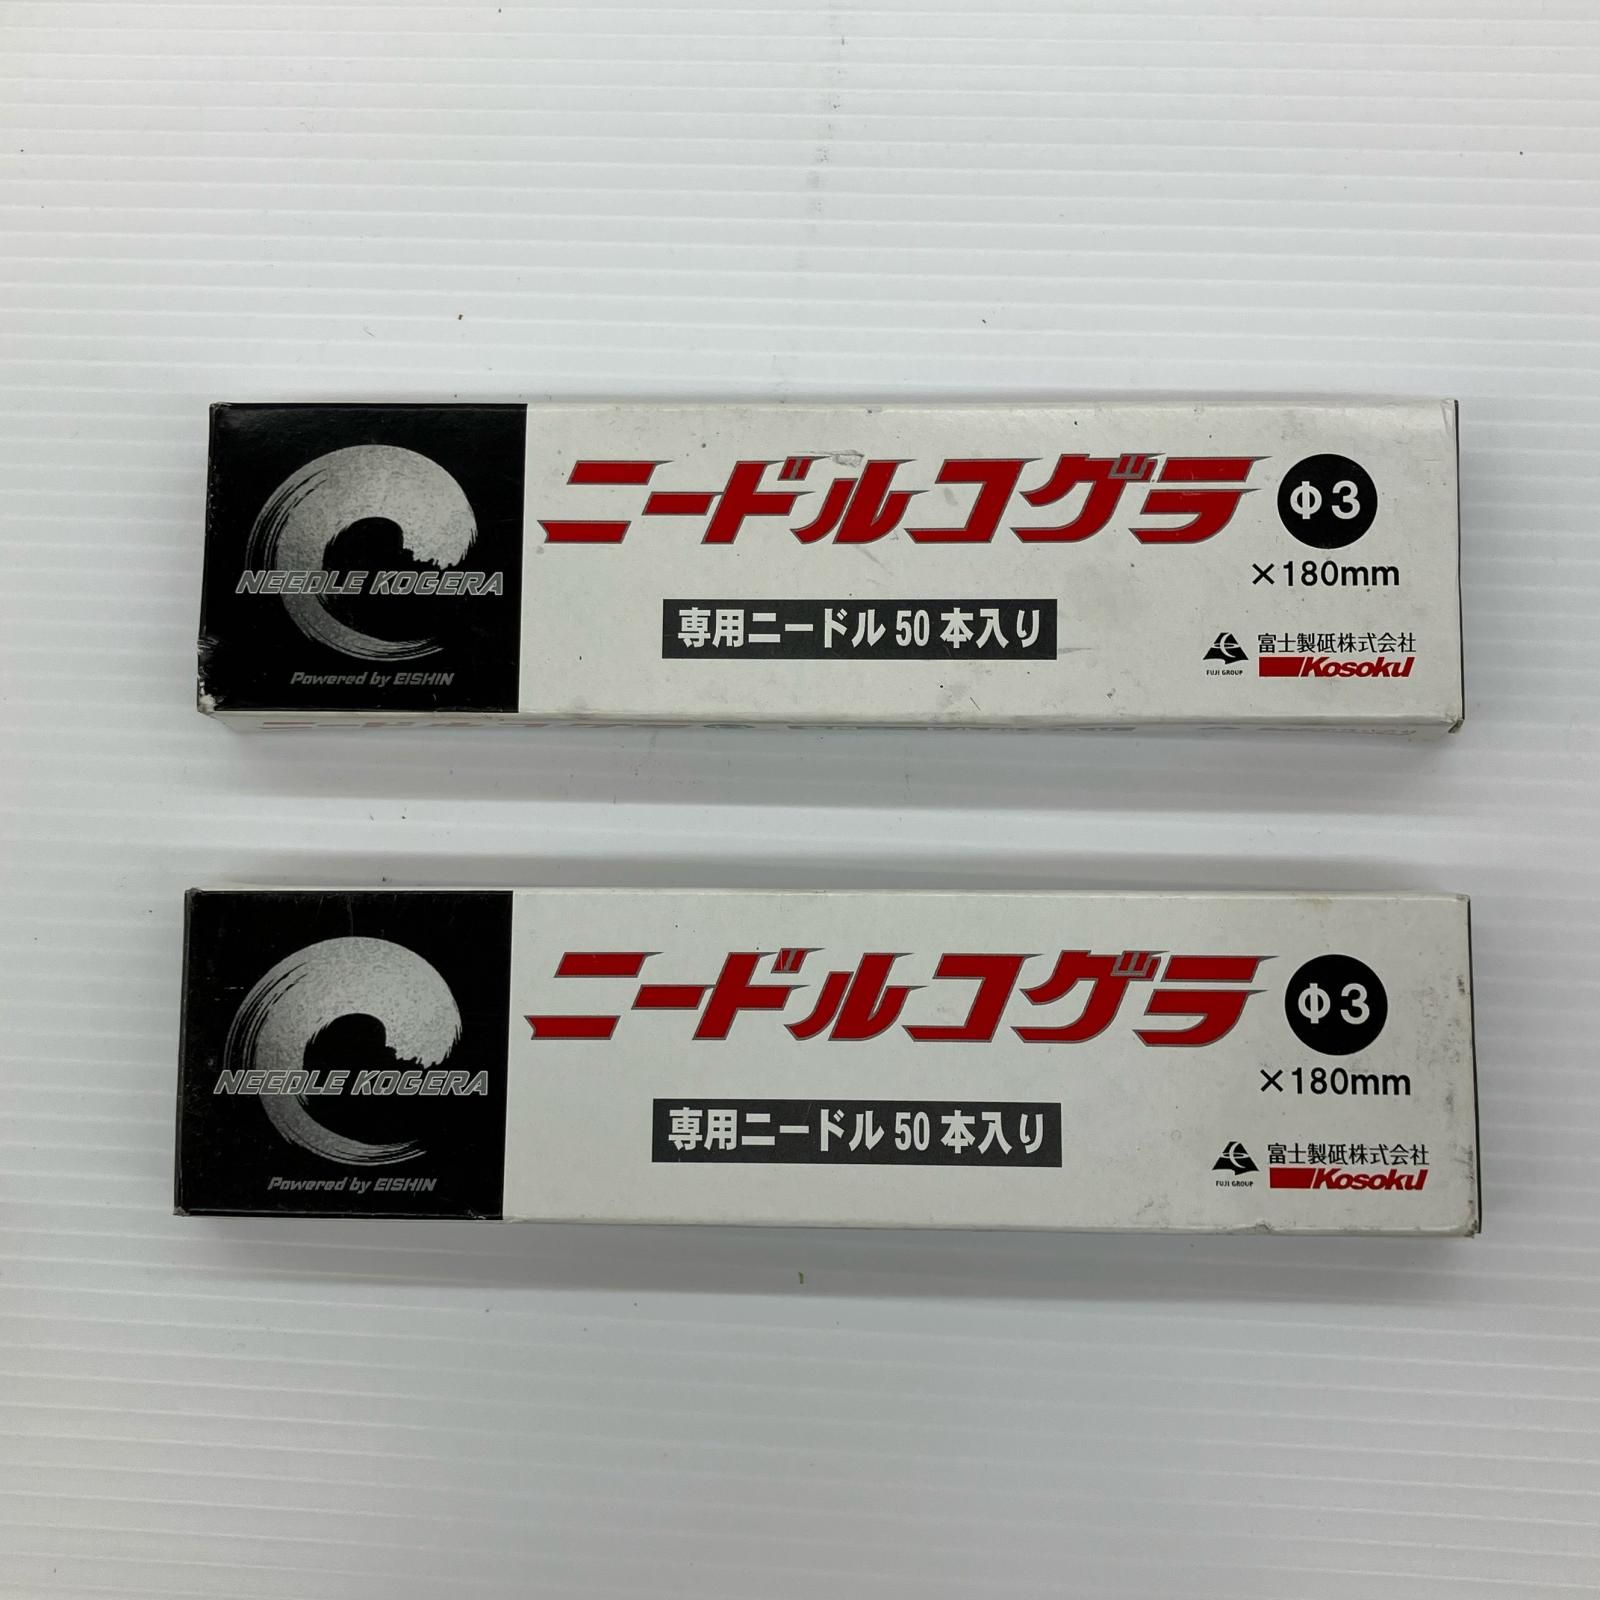 ニードルコグラ
Φ3
×180mm
NEEDLE KOGERA
専用ニードル50本入り
Powered by EISHIN
FUJI GROUP
富士製砥株式会社
Kosoku
ニードルコグラ
Φ3
×180mm
NEEDLE KOGERA
専用ニードル50本入り
Powered by EISHIN
FUJI GROUP
富士製砥株式会社
Kosoku